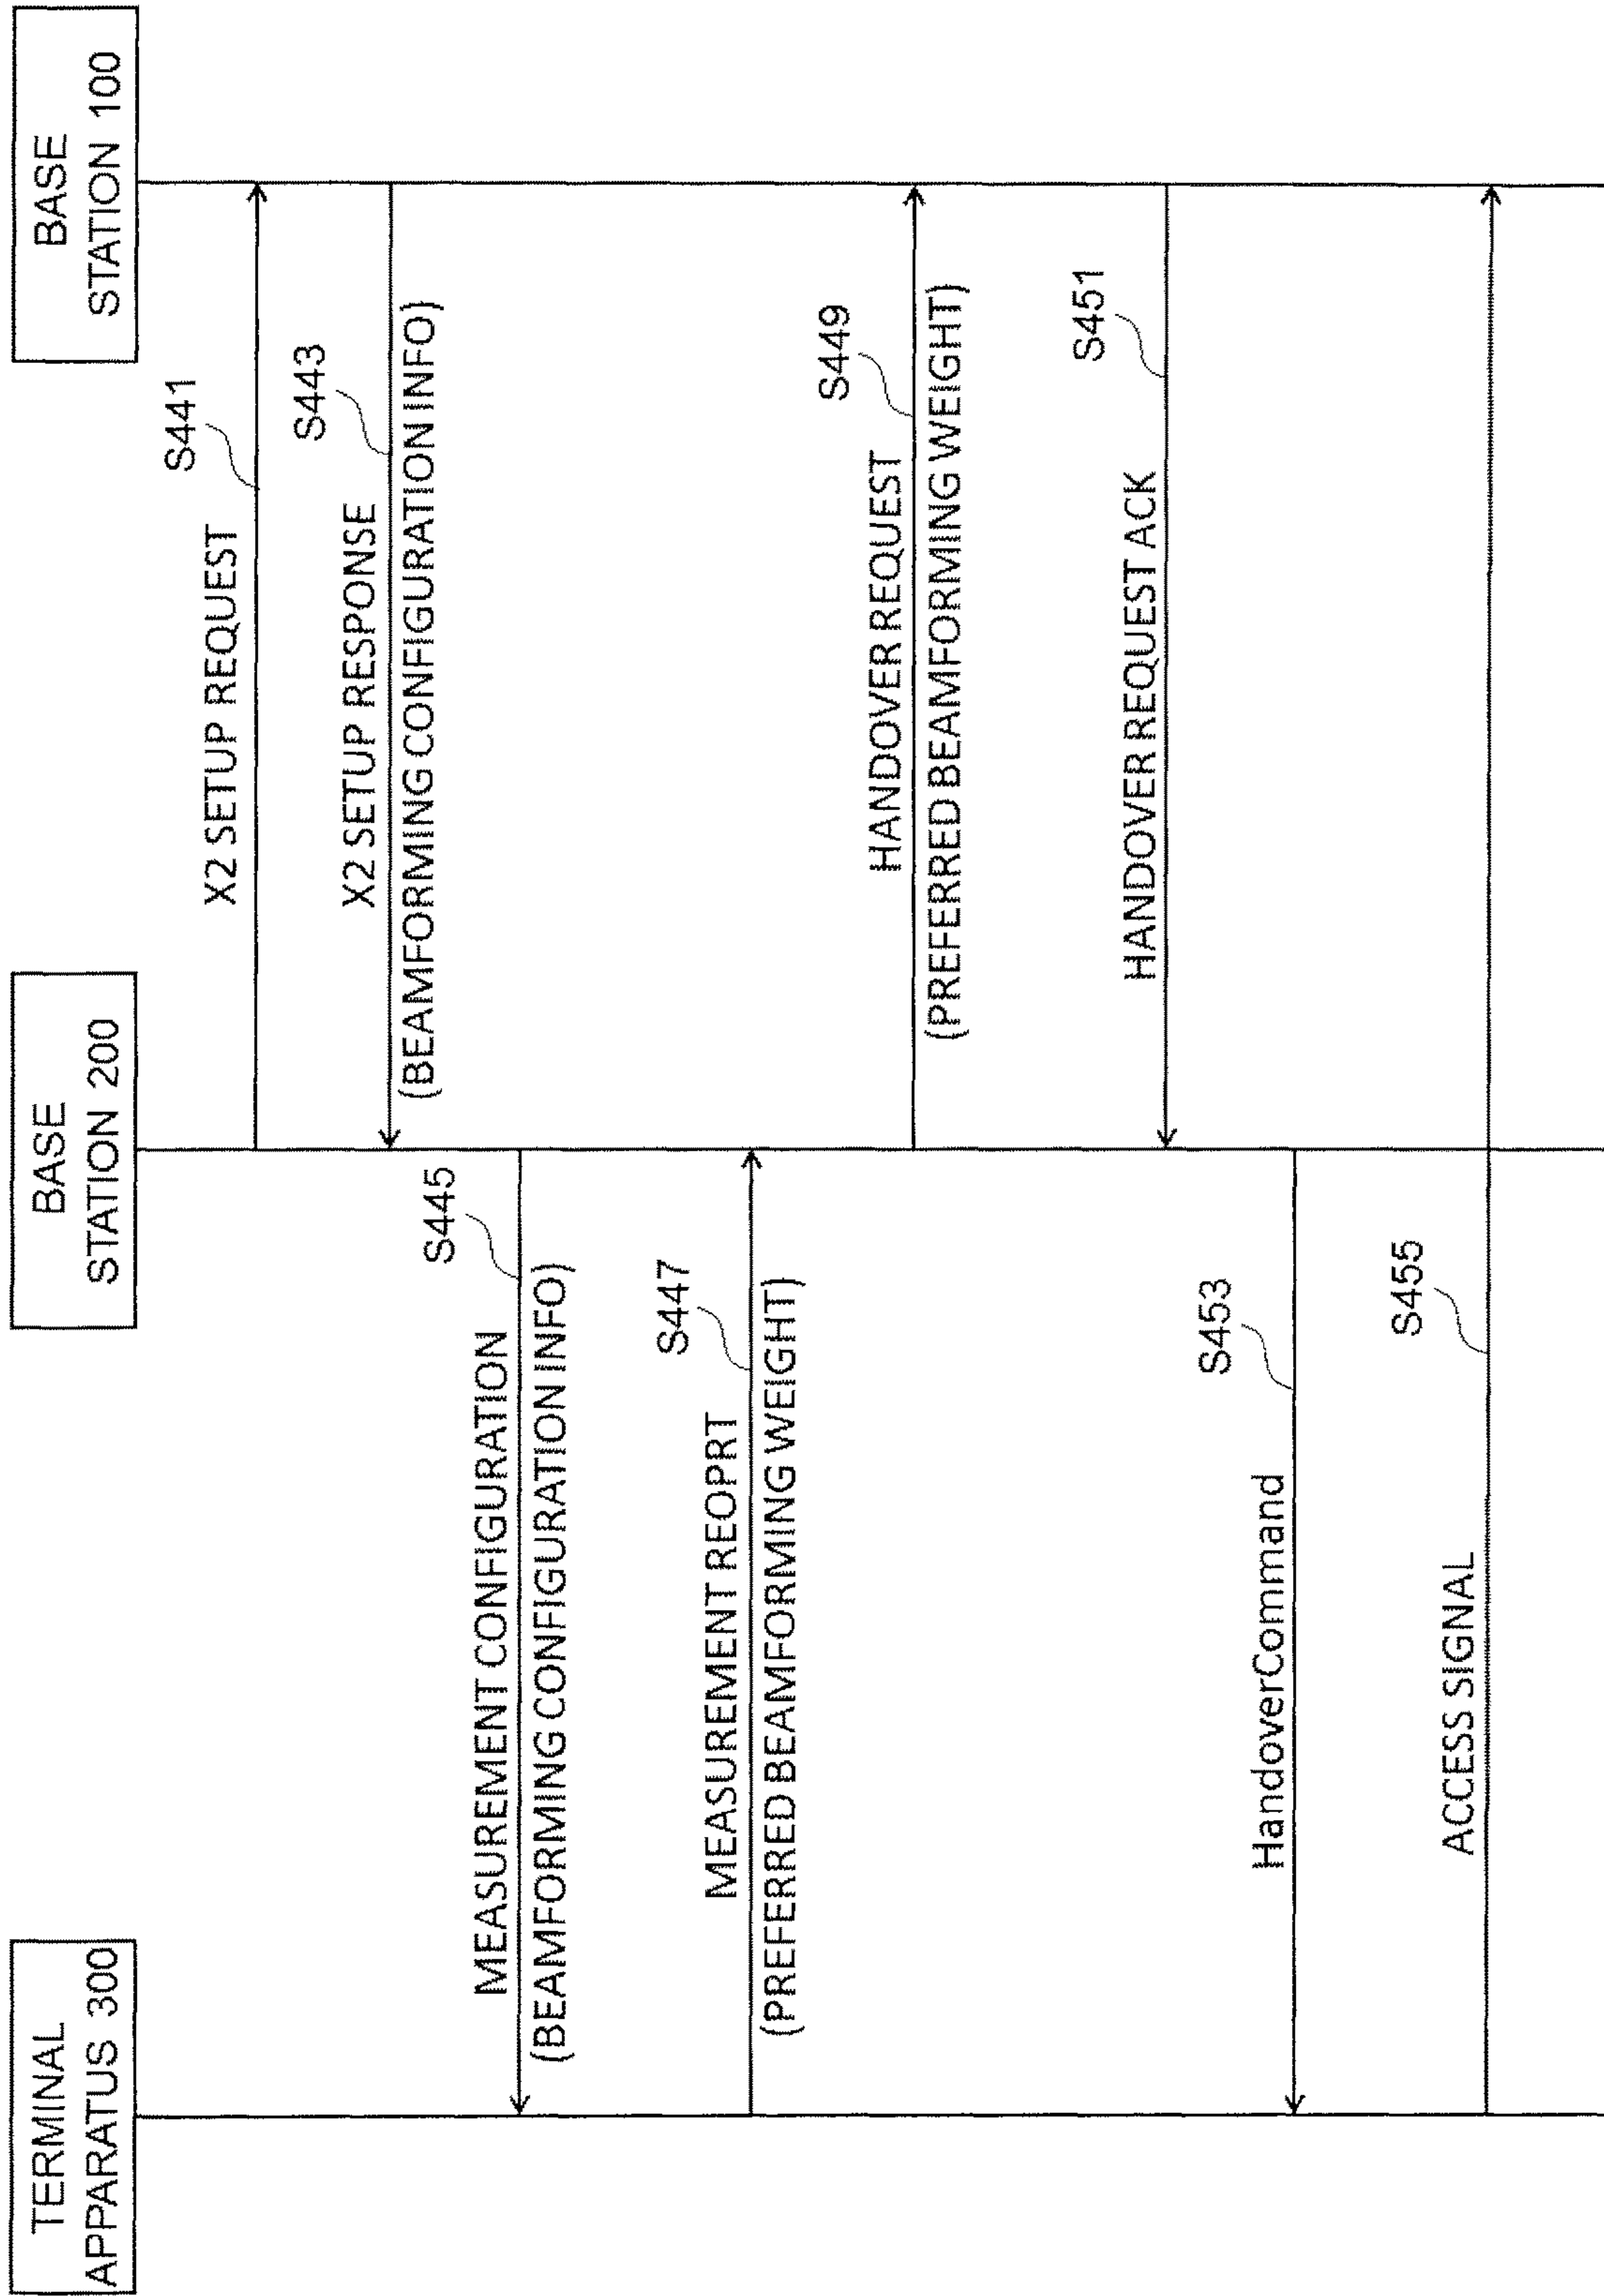 TERMINAL
APPARATUS 300
BASE
STATION 200
BASE
STATION 100
S441
X2 SETUP REQUEST
S443
X2 SETUP RESPONSE
(BEAMFORMING CONFIGURATION INFO)
S445
MEASUREMENT CONFIGURATION
(BEAMFORMING CONFIGURATION INFO)
S447
MEASUREMENT REOPRT
(PREFERRED BEAMFORMING WEIGHT)
S449
HANDOVER REQUEST
(PREFERRED BEAMFORMING WEIGHT)
S451
HANDOVER REQUEST ACK
S453
HandoverCommand
S455
ACCESS SIGNAL